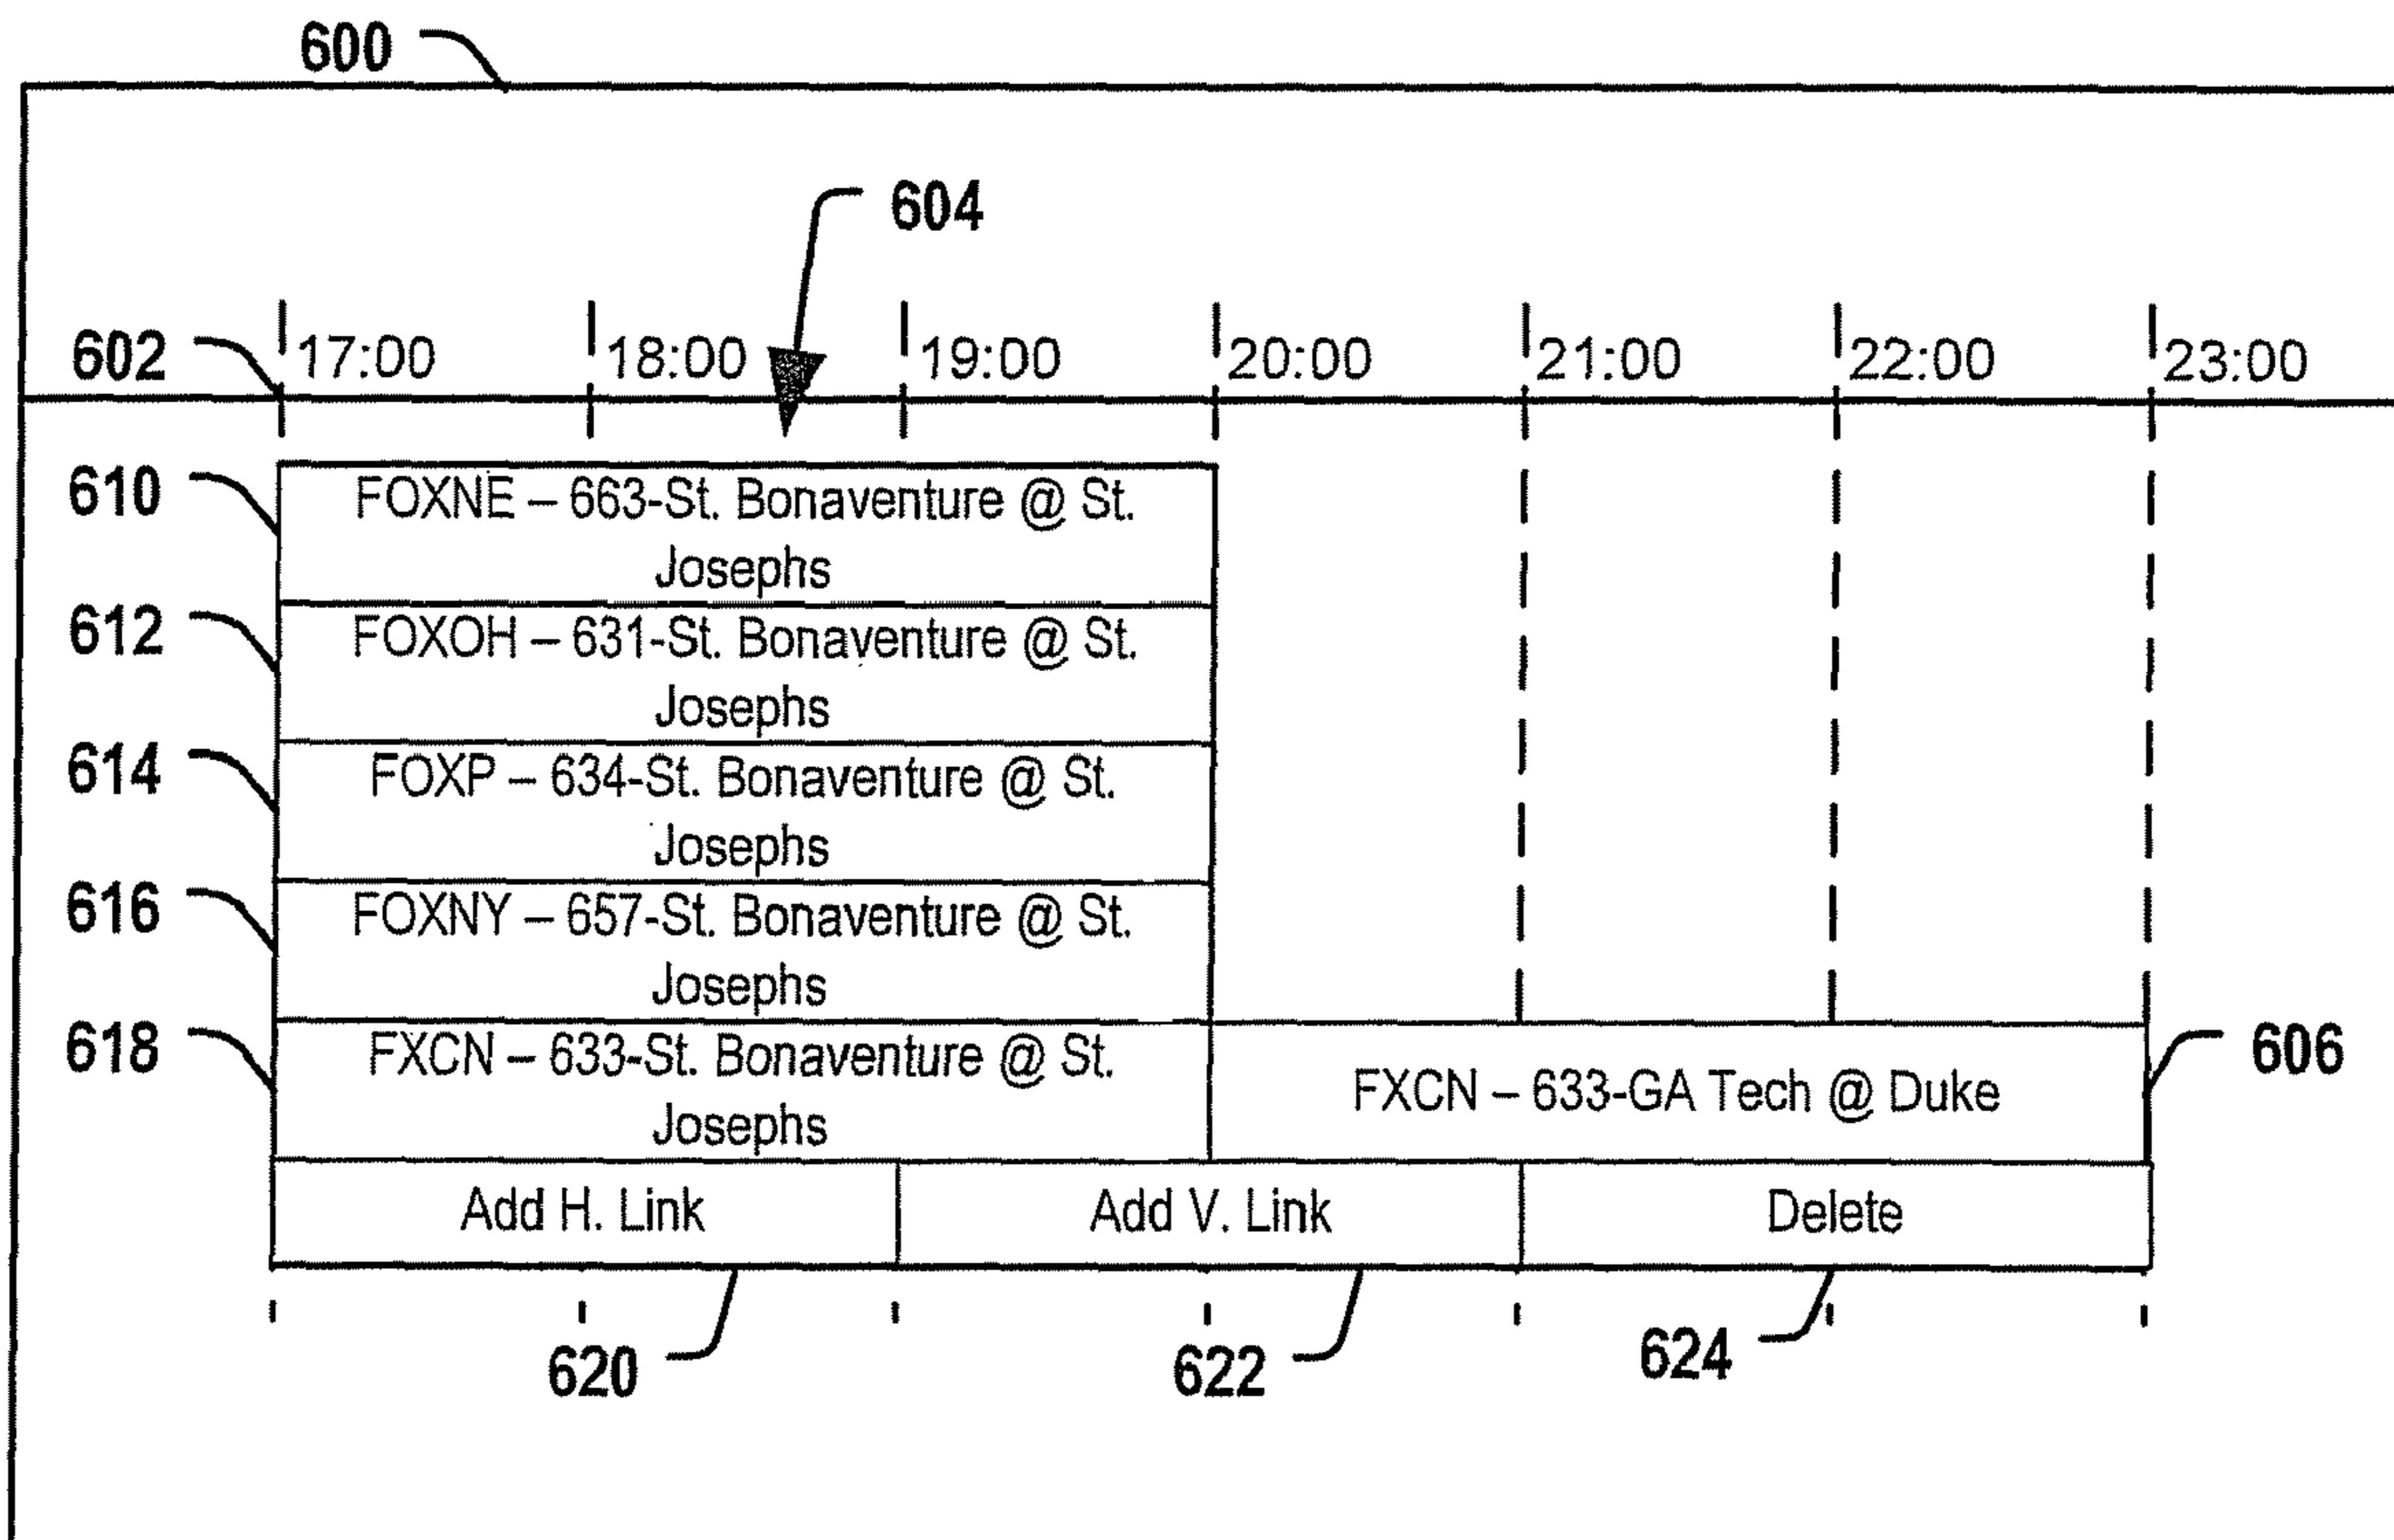 600
604
602
17:00 18:00 19:00 20:00 21:00 22:00 23:00
610
FOXNE – 663-St. Bonaventure @ St.
Josephs
612
FOXOH – 631-St. Bonaventure @ St.
Josephs
614
FOXP – 634-St. Bonaventure @ St.
Josephs
616
FOXNY – 657-St. Bonaventure @ St.
Josephs
618
FXCN – 633-St. Bonaventure @ St.
Josephs
FXCN – 633-GA Tech @ Duke
606
Add H. Link
Add V. Link
Delete
620
622
624